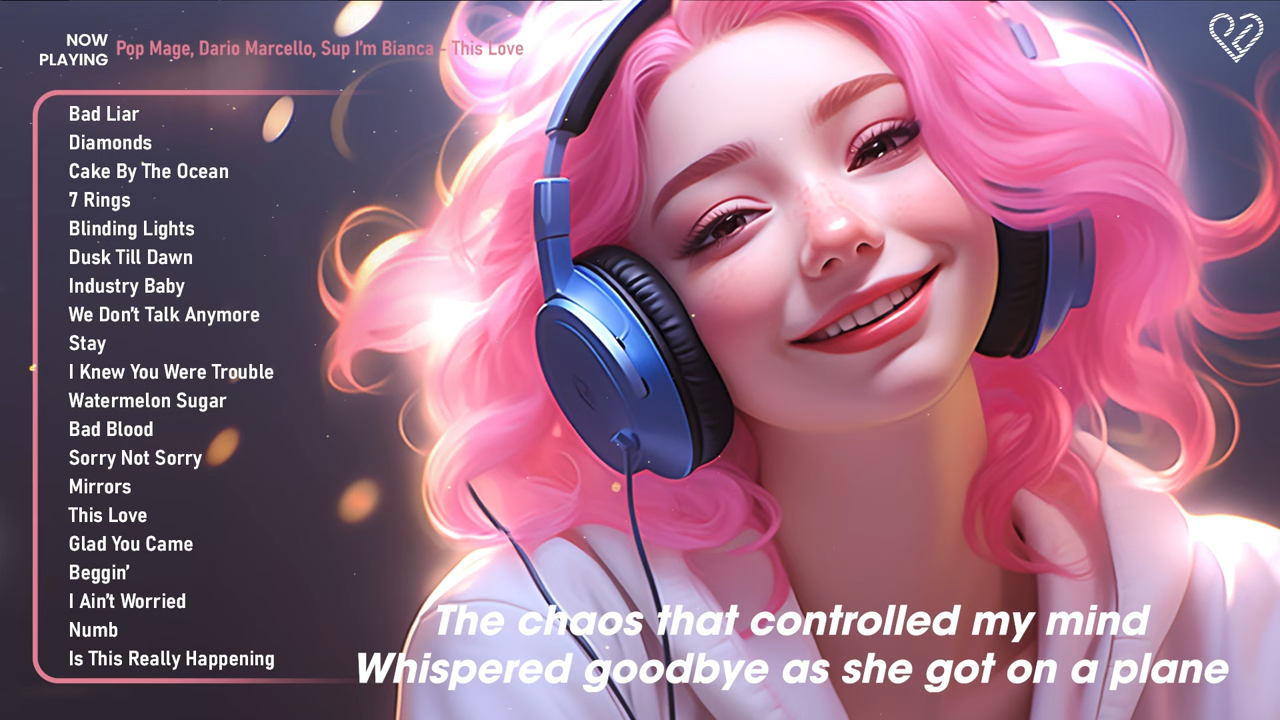 NOW
PLAYING
Pop Mage, Dario Marcello, Sup I'm Bianca - This Love
Bad Liar
Diamonds
Cake By The Ocean
7 Rings
Blinding Lights
Dusk Till Dawn
Industry Baby
We Don't Talk Anymore
Stay
I Knew You Were Trouble
Watermelon Sugar
Bad Blood
Sorry Not Sorry
Mirrors
This Love
Glad You Came
Beggin'
I Ain't Worried
Numb
Is This Really Happening
The chaos that controlled my mind
Whispered goodbye as she got on a plane